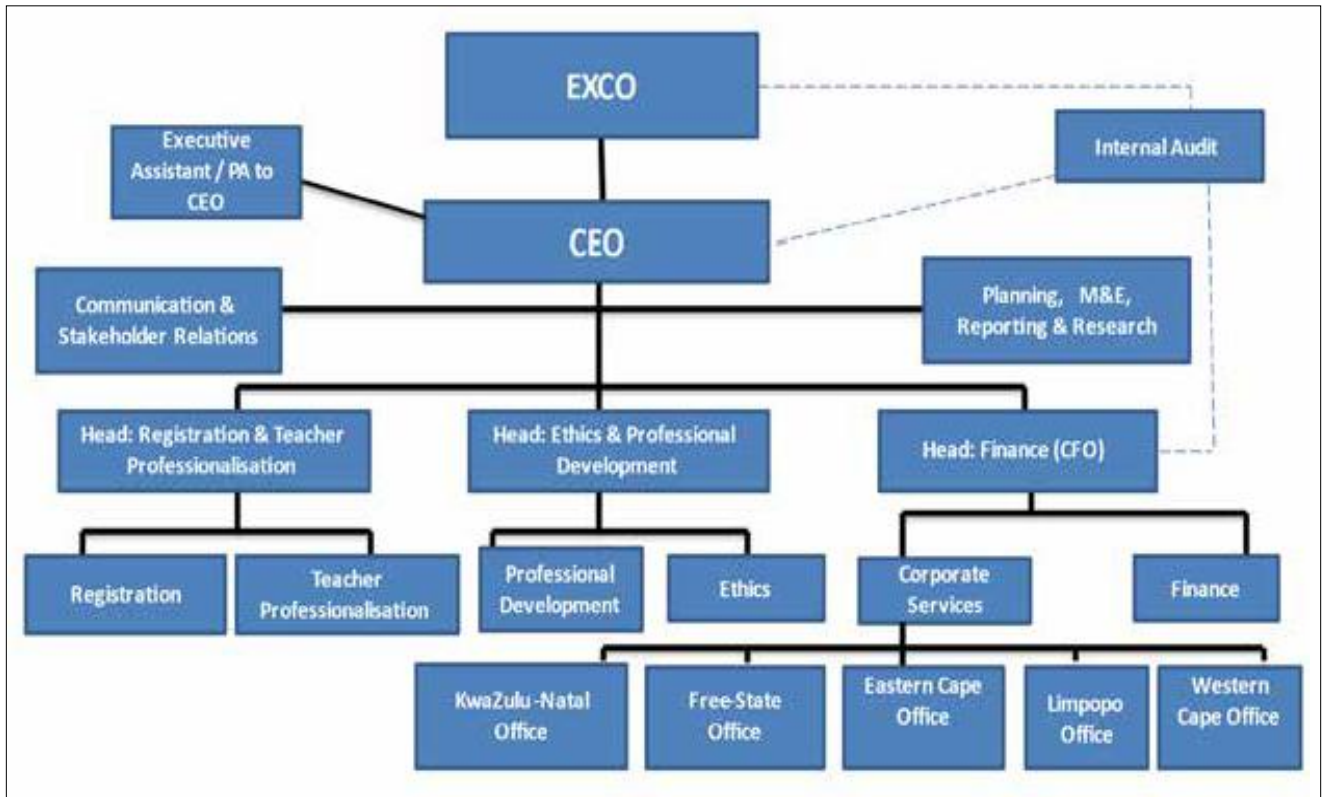 EXCO
Executive
Assistant / PA to
CEO
Internal Audit
CEO
Communication &
Stakeholder Relations
Planning, M&E,
Reporting & Research
Head: Registration & Teacher
Professionalisation
Head: Ethics & Professional
Development
Head: Finance (CFO)
Registration
Teacher
Professionalisation
Professional
Development
Ethics
Corporate
Services
Finance
KwaZulu -Natal
Office
Free-State
Office
Eastern Cape
Office
Limpopo
Office
Western
Cape Office